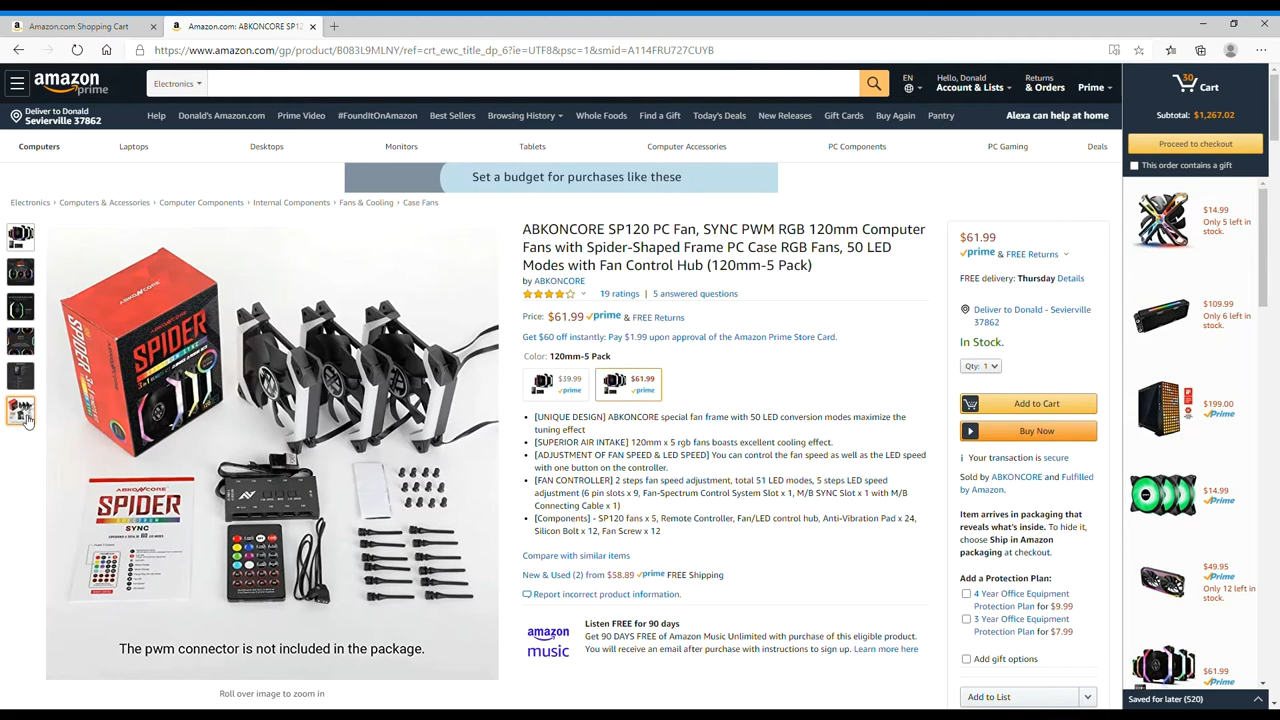 Amazon.com Shopping Cart
Amazon.com: ABKONCORE SP12
https://www.amazon.com/gp/product/B083L9MLNY/ref=crt_ewc_title_dp_6?ie=UTF8&psc=1&smid=A114FRU727CUYB
amazon prime
Electronics
EN
Hello, Donald
Account & Lists
Returns
& Orders
Prime
30
Cart
Deliver to Donald
Sevierville 37862
Help
Donald's Amazon.com
Prime Video
#FoundItOnAmazon
Best Sellers
Browsing History
Whole Foods
Find a Gift
Today's Deals
New Releases
Gift Cards
Buy Again
Pantry
Alexa can help at home
Subtotal: $1,267.02
Proceed to checkout
This order contains a gift
Computers
Laptops
Desktops
Monitors
Tablets
Computer Accessories
PC Components
PC Gaming
Deals
Set a budget for purchases like these
Electronics › Computers & Accessories › Computer Components › Internal Components › Fans & Cooling › Case Fans
ABKONCORE
SPIDER
SPIDER
ABKONCORE
SPIDER
SPECTRUM
SYNC
The pwm connector is not included in the package.
Roll over image to zoom in
ABKONCORE SP120 PC Fan, SYNC PWM RGB 120mm Computer
Fans with Spider-Shaped Frame PC Case RGB Fans, 50 LED
Modes with Fan Control Hub (120mm-5 Pack)
by ABKONCORE
19 ratings | 5 answered questions
Price: $61.99 prime & FREE Returns
Get $60 off instantly: Pay $1.99 upon approval of the Amazon Prime Store Card.
Color: 120mm-5 Pack
$39.99
prime
$61.99
prime
• [UNIQUE DESIGN] ABKONCORE special fan frame with 50 LED conversion modes maximize the
tuning effect
• [SUPERIOR AIR INTAKE] 120mm x 5 rgb fans boasts excellent cooling effect.
• [ADJUSTMENT OF FAN SPEED & LED SPEED] You can control the fan speed as well as the LED speed
with one button on the controller.
• [FAN CONTROLLER] 2 steps fan speed adjustment, total 51 LED modes, 5 steps LED speed
adjustment (6 pin slots x 9, Fan-Spectrum Control System Slot x 1, M/B SYNC Slot x 1 with M/B
Connecting Cable x 1)
• [Components] - SP120 fans x 5, Remote Controller, Fan/LED control hub, Anti-Vibration Pad x 24,
Silicon Bolt x 12, Fan Screw x 12
Compare with similar items
New & Used (2) from $58.89 prime FREE Shipping
Report incorrect product information.
amazon
music
Listen FREE for 90 days
Get 90 DAYS FREE of Amazon Music Unlimited with purchase of this eligible product.
You will receive an email after purchase with instructions to sign up. Learn more here
$61.99
prime & FREE Returns
FREE delivery: Thursday Details
Deliver to Donald - Sevierville
37862
In Stock.
Qty: 1
Add to Cart
Buy Now
Your transaction is secure
Sold by ABKONCORE and Fulfilled
by Amazon.
Item arrives in packaging that
reveals what's inside. To hide it,
choose Ship in Amazon
packaging at checkout.
Add a Protection Plan:
4 Year Office Equipment
Protection Plan for $9.99
3 Year Office Equipment
Protection Plan for $7.99
Add gift options
Add to List
$14.99
Only 5 left in
stock.
$109.99
Only 6 left in
stock.
$199.00
prime
$14.99
prime
$49.95
prime
Only 12 left in
stock.
$61.99
prime
Saved for later (520)